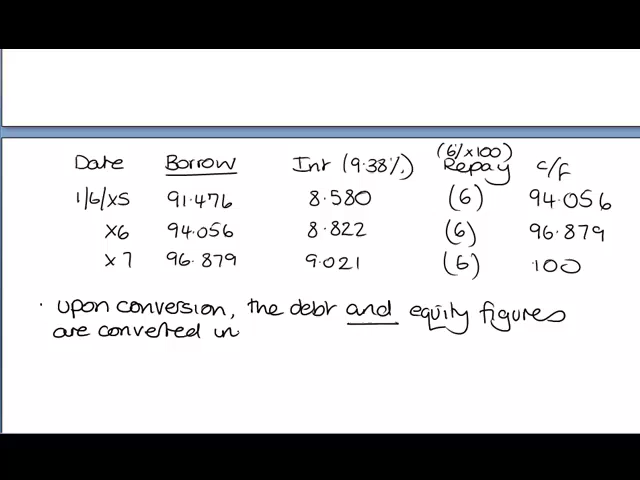 Date Borrow Int (9.38%) (6/x100) Repay C/F
1/6/x5 91.476 8.580 (6) 94.056
x6 94.056 8.822 (6) 96.879
x7 96.879 9.021 (6) 100
· upon conversion, the debt and equity figures
are converted in